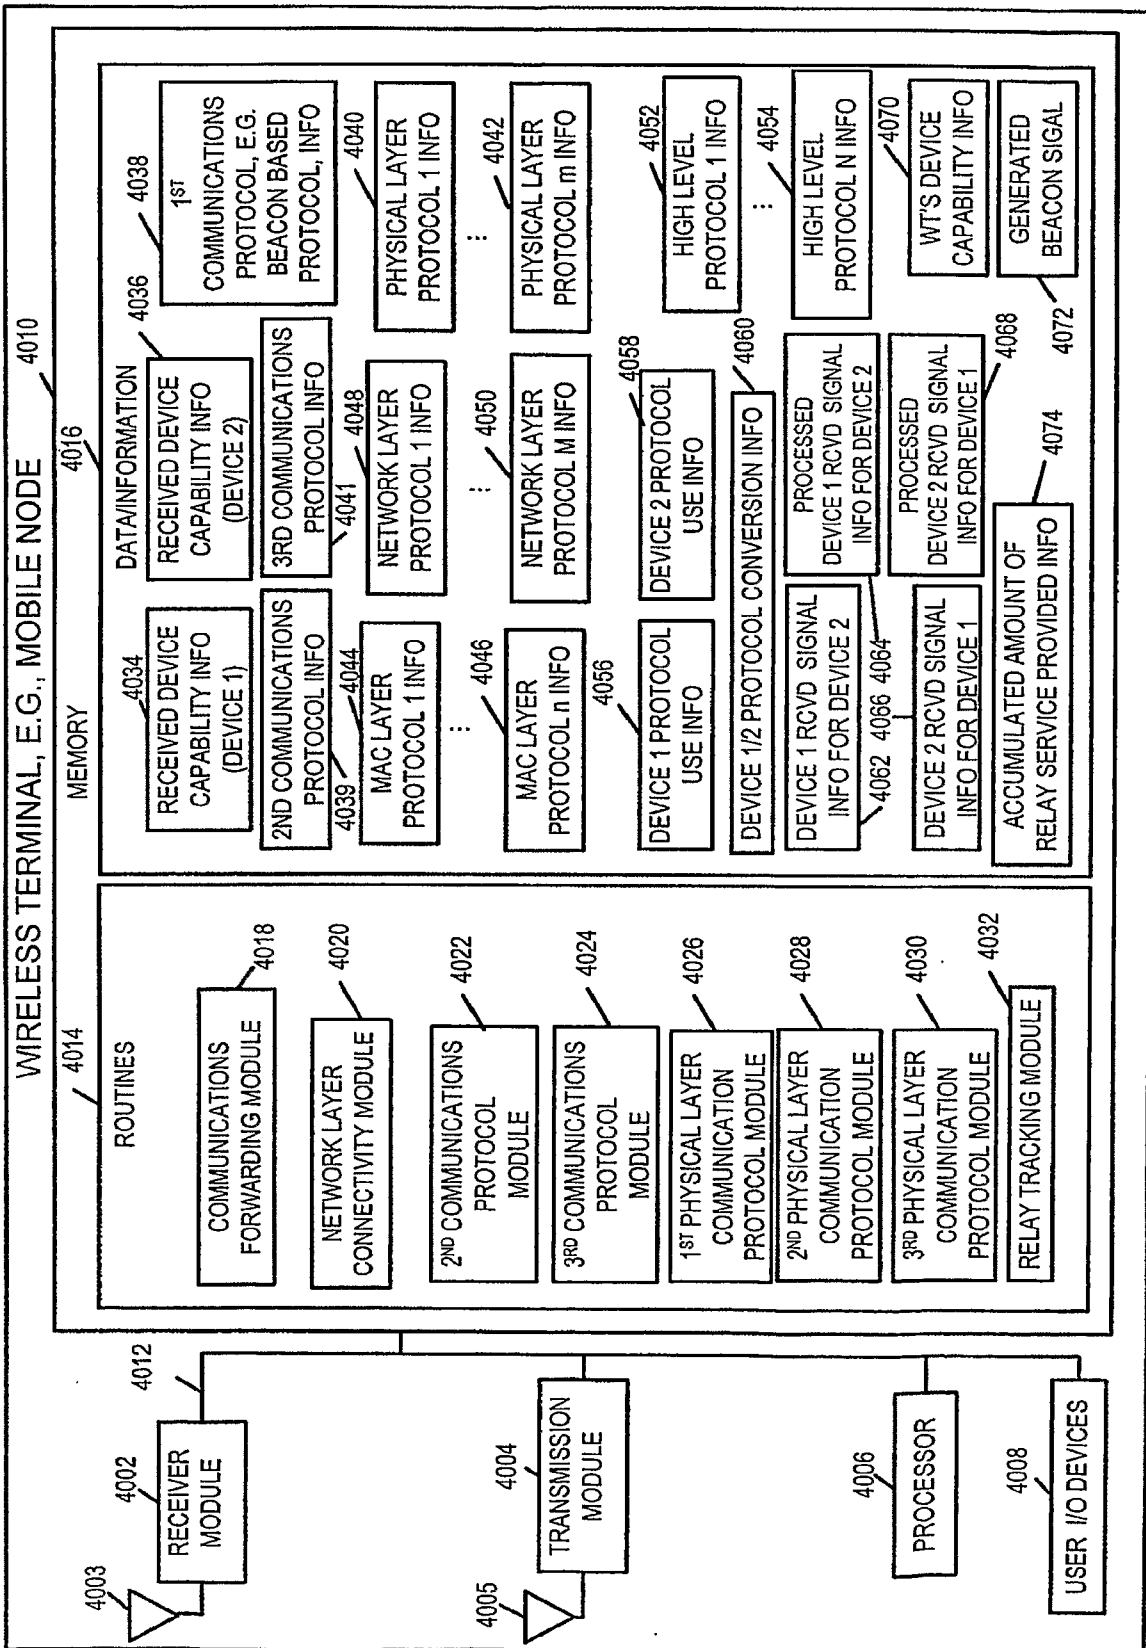 WIRELESS TERMINAL, E.G., MOBILE NODE
4010
4003
4002
RECEIVER
MODULE
4012
4005
4004
TRANSMISSION
MODULE
4006
PROCESSOR
4008
USER I/O DEVICES
MEMORY
4014
ROUTINES
COMMUNICATIONS
FORWARDING MODULE
4018
NETWORK LAYER
CONNECTIVITY MODULE
4020
2ND COMMUNICATIONS
PROTOCOL
MODULE
4022
3RD COMMUNICATIONS
PROTOCOL
MODULE
4024
1ST PHYSICAL LAYER
COMMUNICATION
PROTOCOL MODULE
4026
2ND PHYSICAL LAYER
COMMUNICATION
PROTOCOL MODULE
4028
3RD PHYSICAL LAYER
COMMUNICATION
PROTOCOL MODULE
4030
RELAY TRACKING MODULE
4032
4016
DATA/INFORMATION
4034
RECEIVED DEVICE
CAPABILITY INFO
(DEVICE 1)
4036
RECEIVED DEVICE
CAPABILITY INFO
(DEVICE 2)
4038
1ST
COMMUNICATIONS
PROTOCOL, E.G.
BEACON BASED
PROTOCOL, INFO
2ND COMMUNICATIONS
PROTOCOL INFO
4039
3RD COMMUNICATIONS
PROTOCOL INFO
4041
4044
MAC LAYER
PROTOCOL 1 INFO
4048
NETWORK LAYER
PROTOCOL 1 INFO
4040
PHYSICAL LAYER
PROTOCOL 1 INFO
...
...
...
4046
MAC LAYER
PROTOCOL n INFO
4050
NETWORK LAYER
PROTOCOL M INFO
4042
PHYSICAL LAYER
PROTOCOL m INFO
4056
DEVICE 1 PROTOCOL
USE INFO
4058
DEVICE 2 PROTOCOL
USE INFO
4052
HIGH LEVEL
PROTOCOL 1 INFO
...
4060
DEVICE 1/2 PROTOCOL CONVERSION INFO
4054
HIGH LEVEL
PROTOCOL N INFO
DEVICE 1 RCVD SIGNAL
INFO FOR DEVICE 2
4062
PROCESSED
DEVICE 1 RCVD SIGNAL
INFO FOR DEVICE 2
4064
4066
DEVICE 2 RCVD SIGNAL
INFO FOR DEVICE 1
PROCESSED
DEVICE 2 RCVD SIGNAL
INFO FOR DEVICE 1
4068
4070
WT'S DEVICE
CAPABILITY INFO
ACCUMULATED AMOUNT OF
RELAY SERVICE PROVIDED INFO
4074
GENERATED
BEACON SIGAL
4072